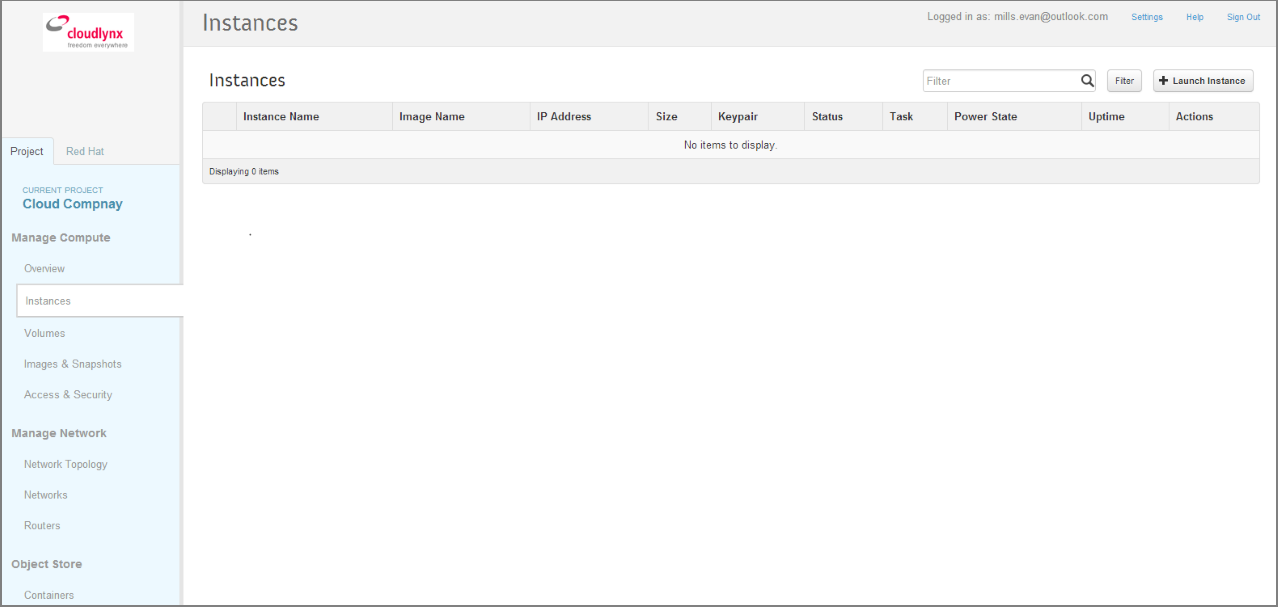 cloudlynx
freedom everywhere
Instances
Logged in as: mills.evan@outlook.com Settings Help Sign Out
Project Red Hat
CURRENT PROJECT
Cloud Compnay
Manage Compute
Overview
Instances
Volumes
Images & Snapshots
Access & Security
Manage Network
Network Topology
Networks
Routers
Object Store
Containers
Instances
Filter Filter Launch Instance
Instance Name Image Name IP Address Size Keypair Status Task Power State Uptime Actions
No items to display.
Displaying 0 items
.